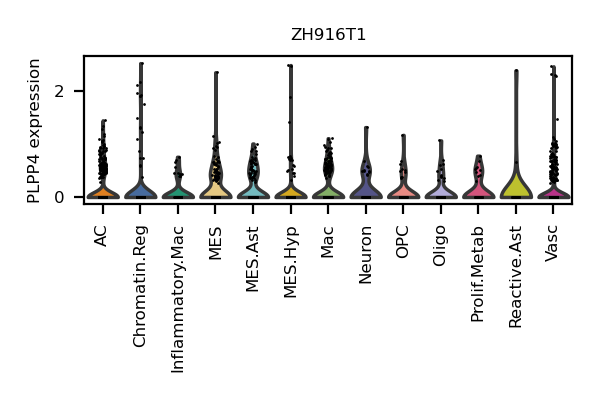 ZH916T1
PLPP4 expression
2
0
AC
Chromatin.Reg
Inflammatory.Mac
MES
MES.Ast
MES.Hyp
Mac
Neuron
OPC
Oligo
Prolif.Metab
Reactive.Ast
Vasc